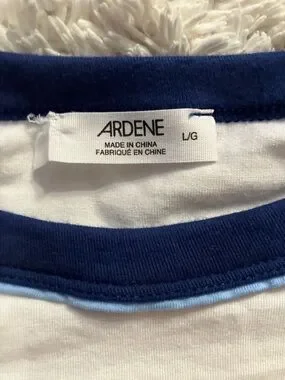 ARDENE
L/G
MADE IN CHINA
FABRIQUÉ EN CHINE